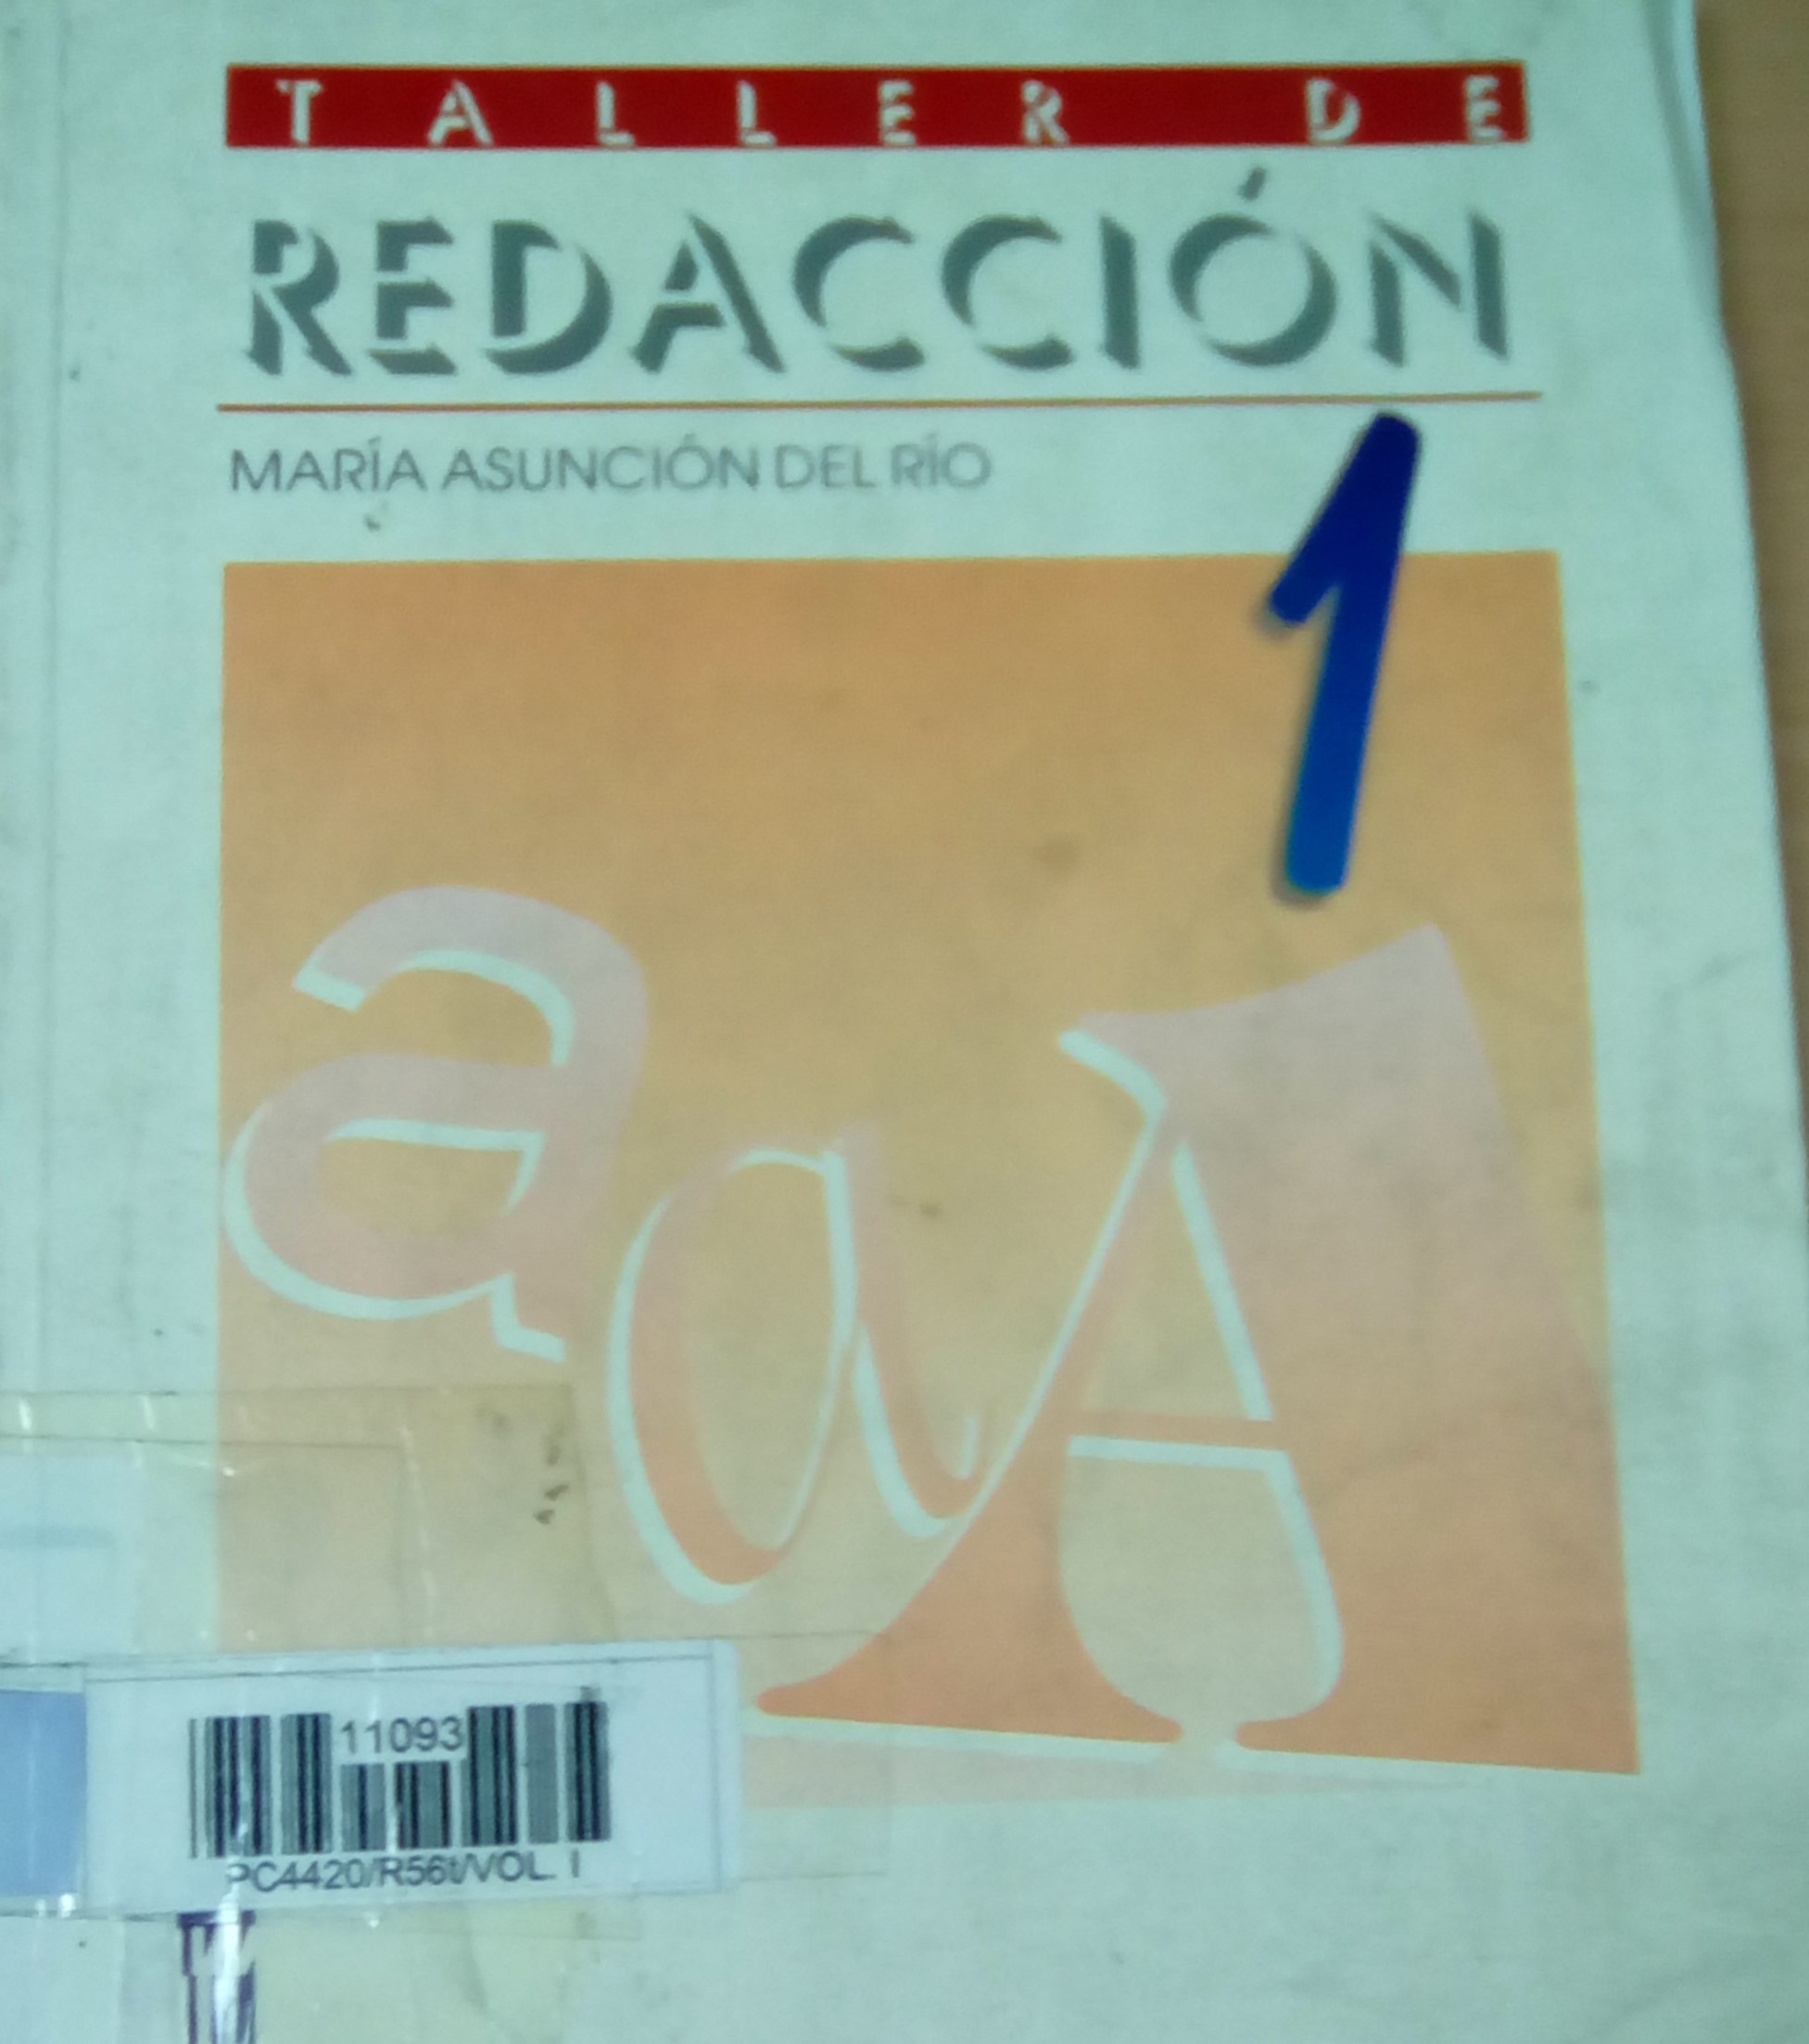 TALLER DE
REDACCIÓN
MARÍA ASUNCIÓN DEL RÍO
1
a a A
11093
PC4420/R56t/VOL. I